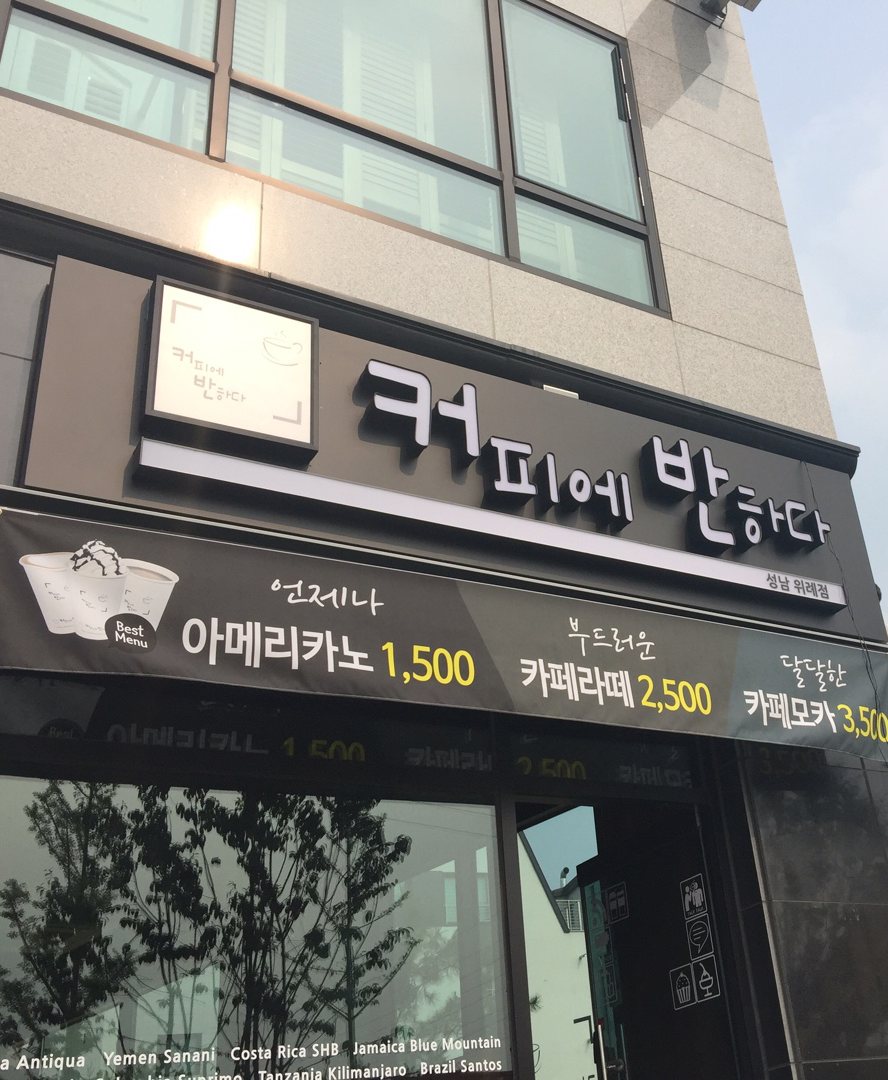 커피에
반하다
커피에 반하다
성남 위례점
Best
Menu
언제나
아메리카노 1,500
부드러운
카페라떼 2,500
달달한
카페모카 3,500
Antiqua Yemen Sanani Costa Rica SHB Jamaica Blue Mountain
Suprimo Tanzania Kilimanjaro Brazil Santos